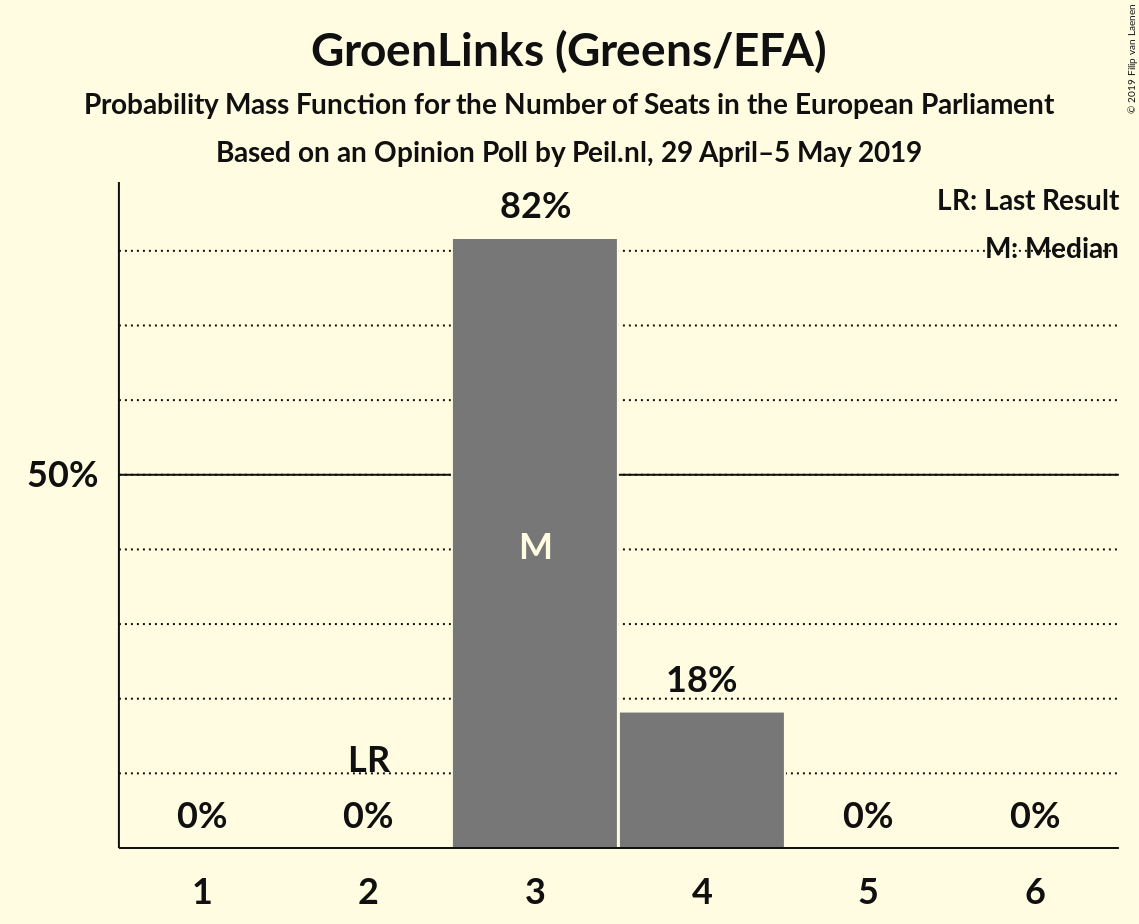 GroenLinks (Greens/EFA)
Probability Mass Function for the Number of Seats in the European Parliament
Based on an Opinion Poll by Peil.nl, 29 April–5 May 2019
© 2019 Filip van Laenen
LR: Last Result
M: Median
82%
50%
M
18%
LR
0%
0%
0%
0%
1
2
3
4
5
6